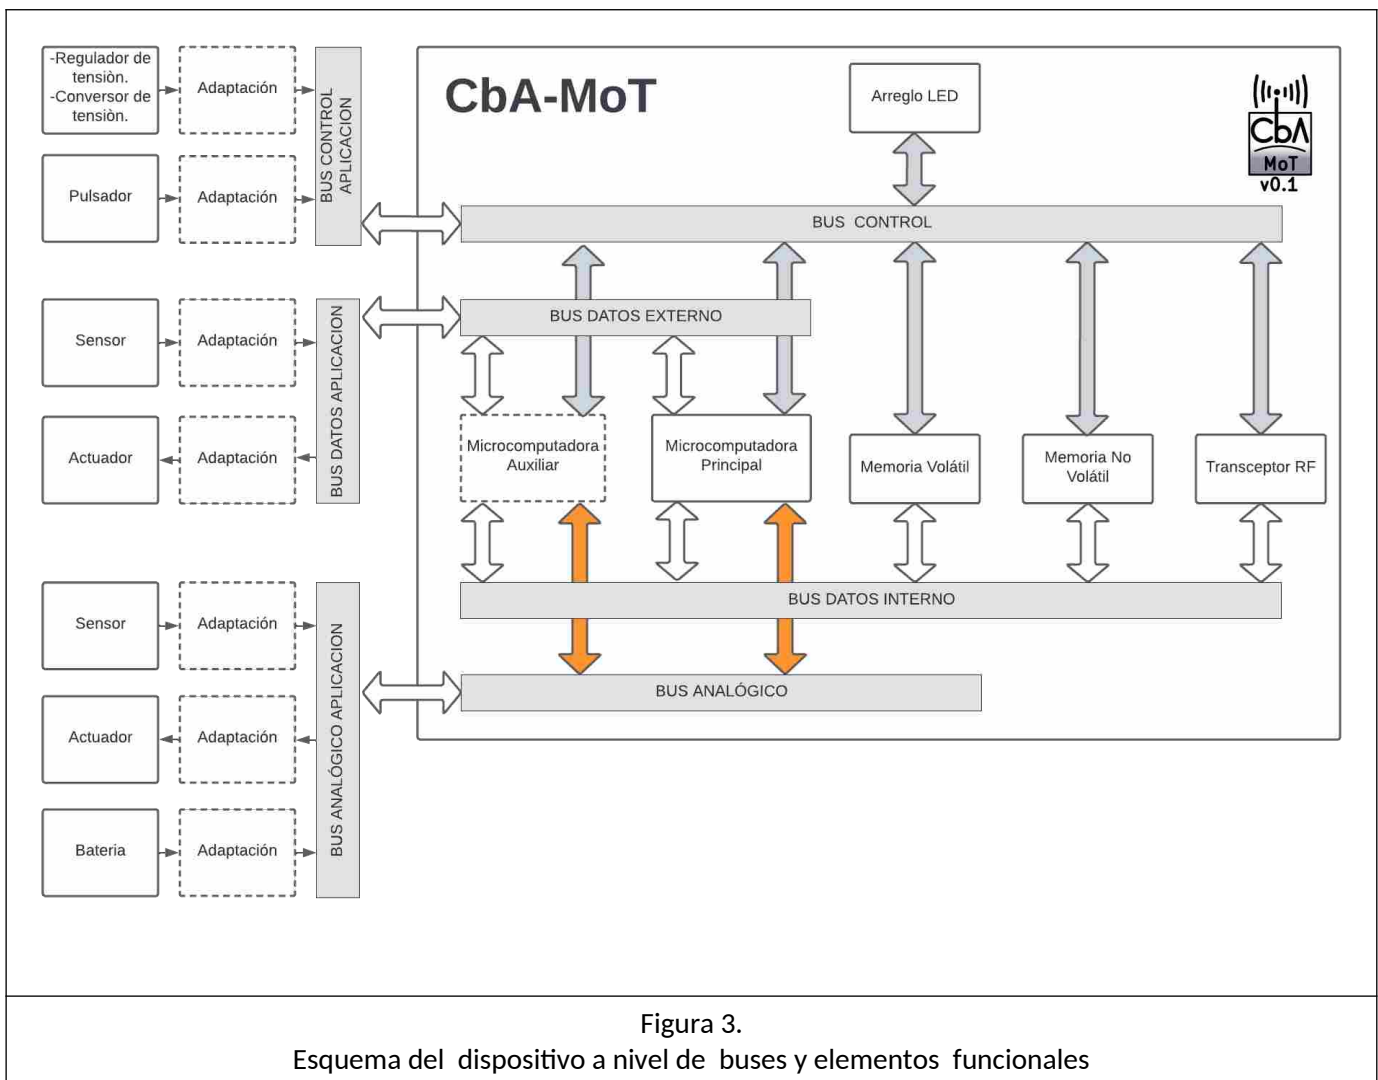 -Regulador de
tensiòn.
-Conversor de
tensiòn.
Adaptación
BUS CONTROL
APLICACION
Pulsador
Adaptación
CbA-MoT
Arreglo LED
CbA
MoT
v0.1
BUS CONTROL
Sensor
Adaptación
BUS DATOS APLICACION
Actuador
Adaptación
BUS DATOS EXTERNO
Microcomputadora
Auxiliar
Microcomputadora
Principal
Memoria Volátil
Memoria No
Volátil
Transceptor RF
BUS DATOS INTERNO
Sensor
Adaptación
BUS ANALÓGICO APLICACION
Actuador
Adaptación
Bateria
Adaptación
BUS ANALÓGICO
Figura 3.
Esquema del dispositivo a nivel de buses y elementos funcionales